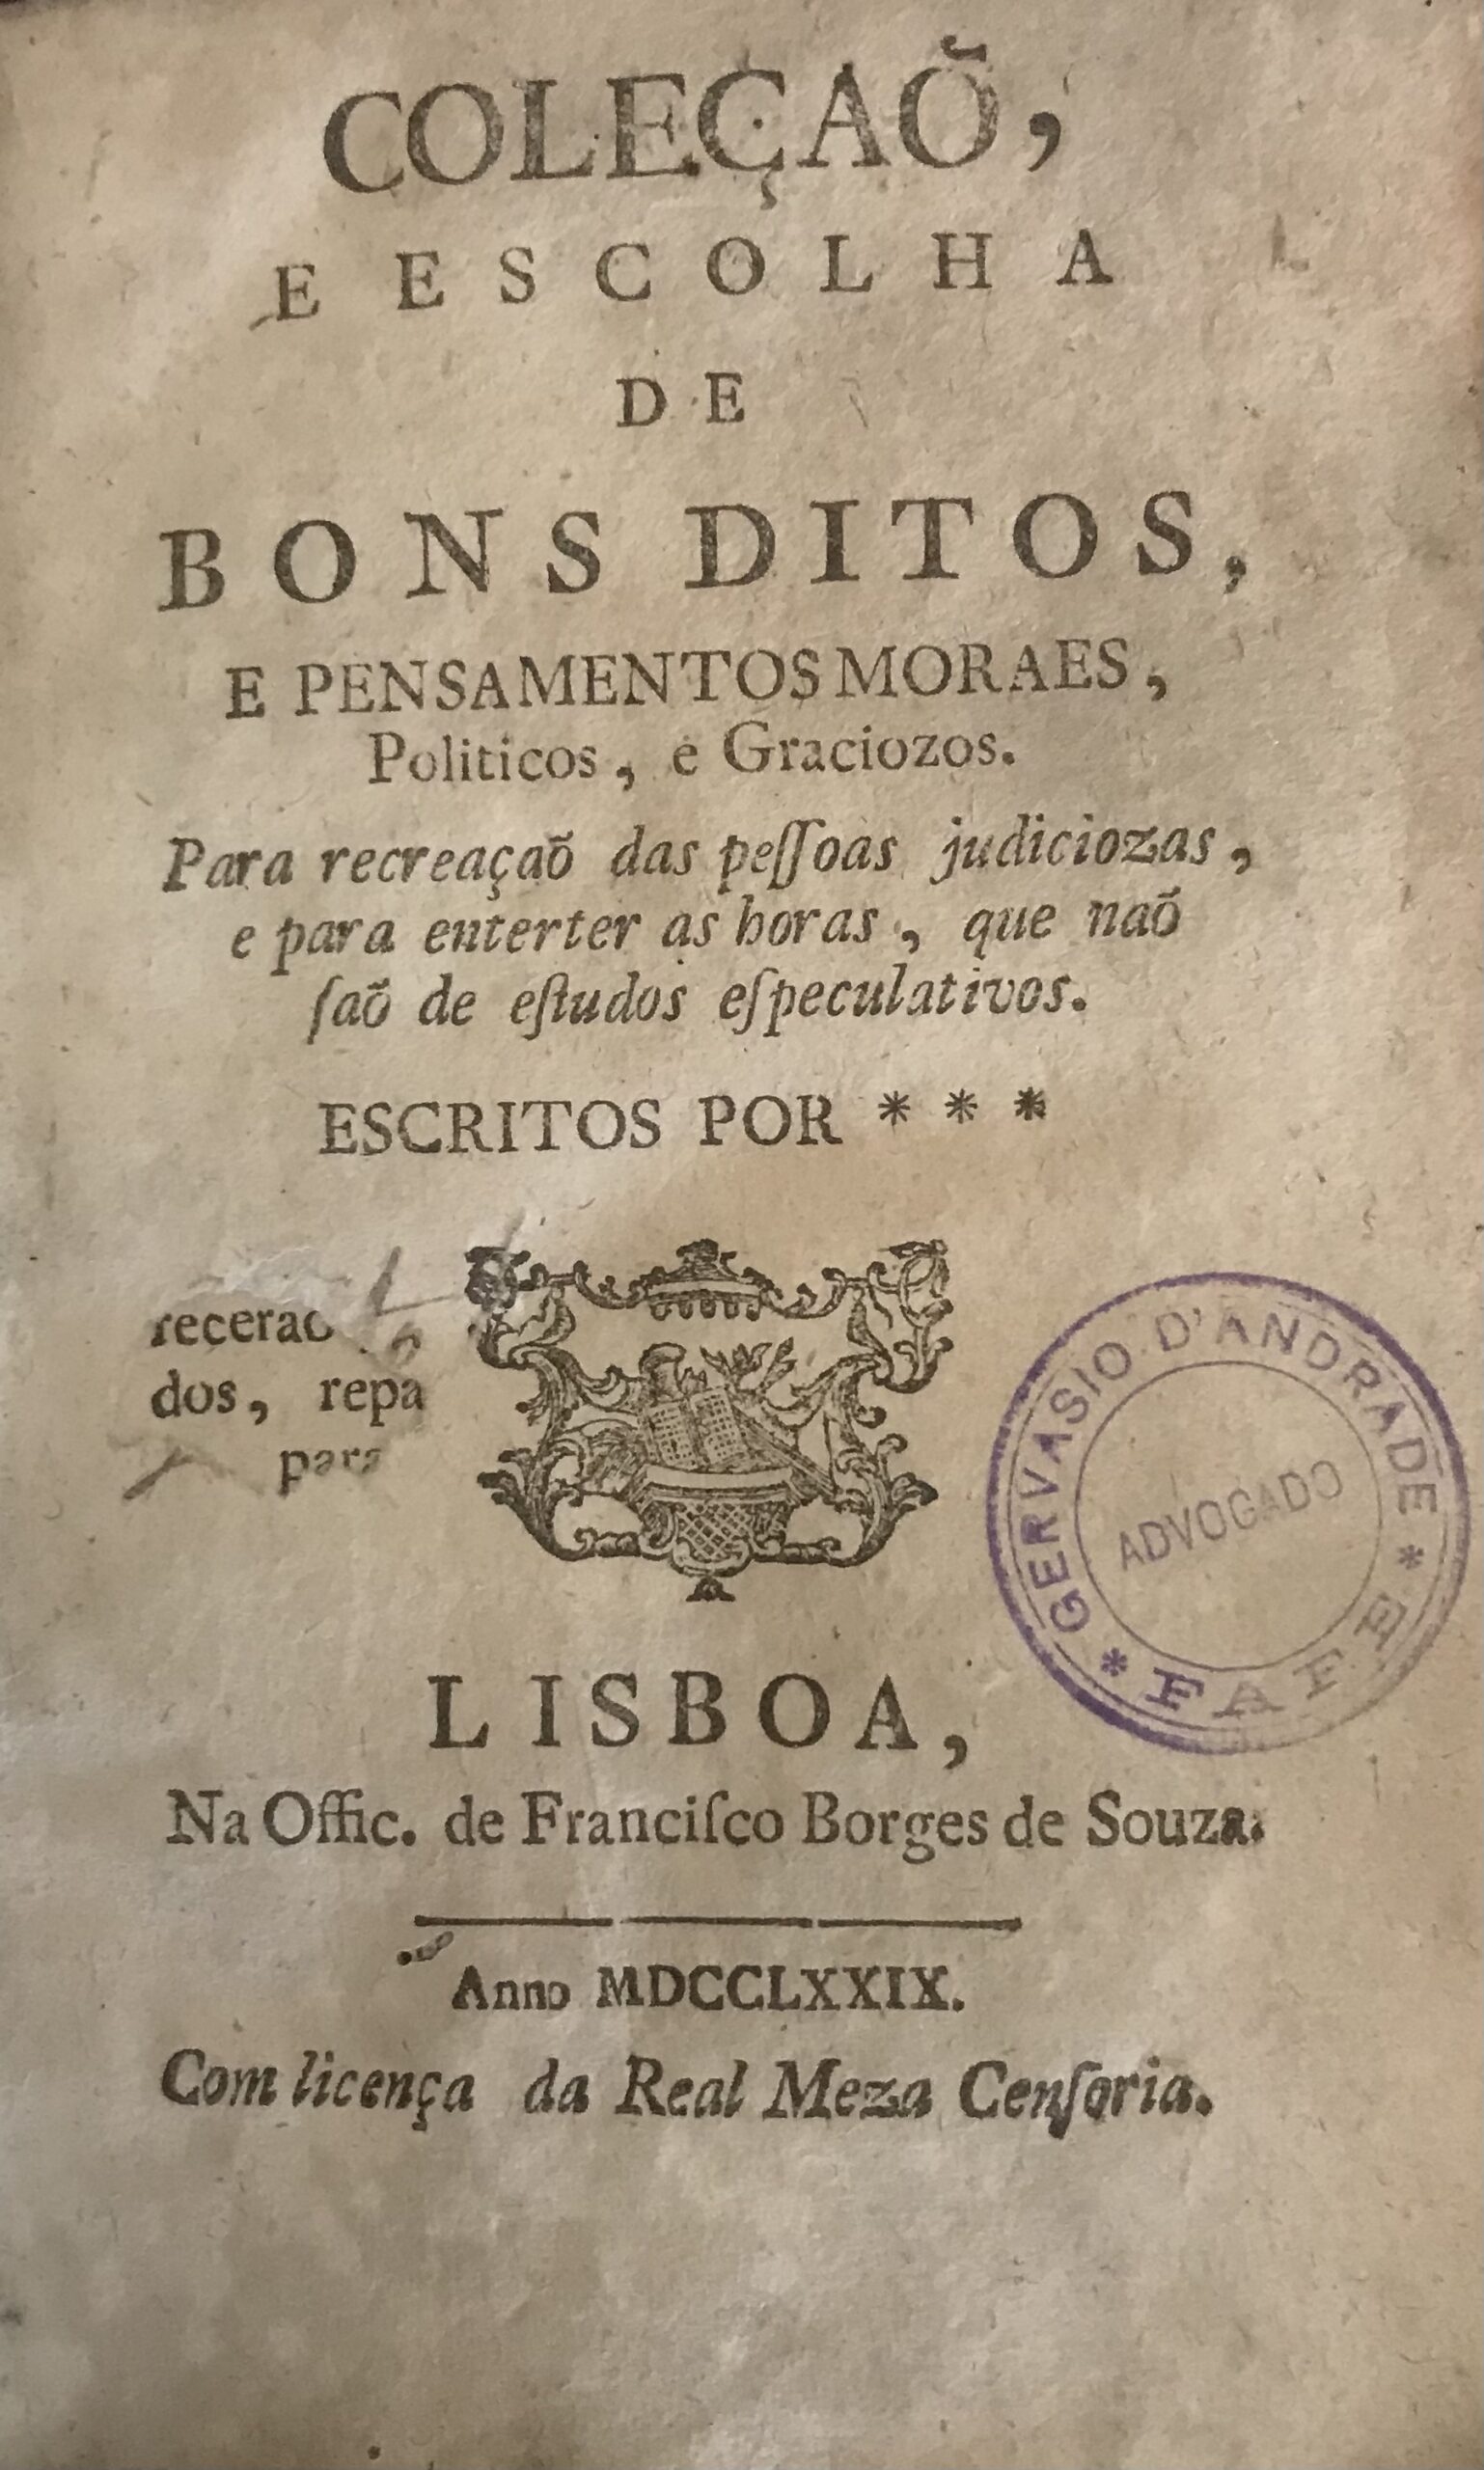 COLEÇAÕ,
E ESCOLHA
DE
BONS DITOS,
E PENSAMENTOS MORAES,
Politicos, e Graciozos.
Para recreaçaõ das peſſoas judiciozas,
e para enterter as horas, que naõ
ſaõ de eſtudos eſpeculativos.
ESCRITOS POR * * *
recerao
dos, repa
para
* GERVASIO D'ANDRADE *
ADVOGADO
FAFE
LISBOA,
Na Offic. de Franciſco Borges de Souza.
Anno MDCCLXXIX.
Com licença da Real Meza Cenſoria.